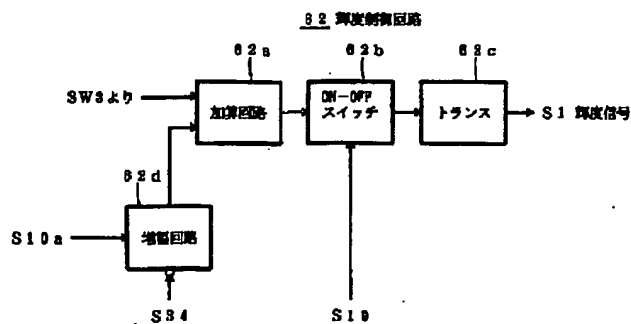 62 輝度制御回路
62a
62b
62c
SW3より
加算回路
ON-OFF
スイッチ
トランス
S1 輝度信号
62d
S10a
増幅回路
S34
S19